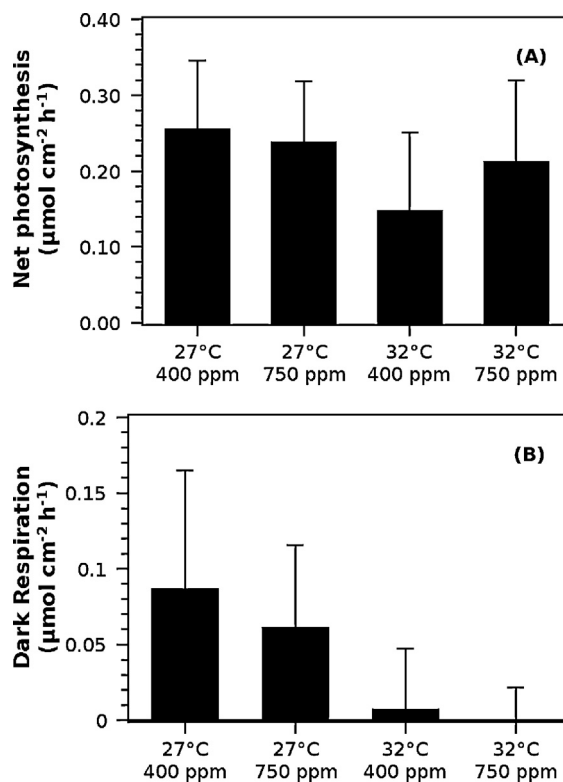 Net photosynthesis
(µmol cm⁻² h⁻¹)
0.40
0.30
0.20
0.10
0.00
(A)
27°C 27°C 32°C 32°C
400 ppm 750 ppm 400 ppm 750 ppm
Dark Respiration
(µmol cm⁻² h⁻¹)
0.2
0.15
0.1
0.05
0
(B)
27°C 27°C 32°C 32°C
400 ppm 750 ppm 400 ppm 750 ppm